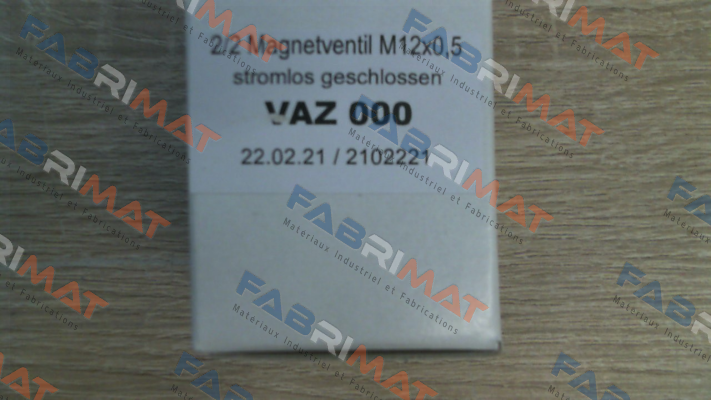 2/2 Magnetventil M12x0,5
stromlos geschlossen
VAZ 000
22.02.21 / 2102221
FABRIMAT
Materiaux Industriel et Fabrications